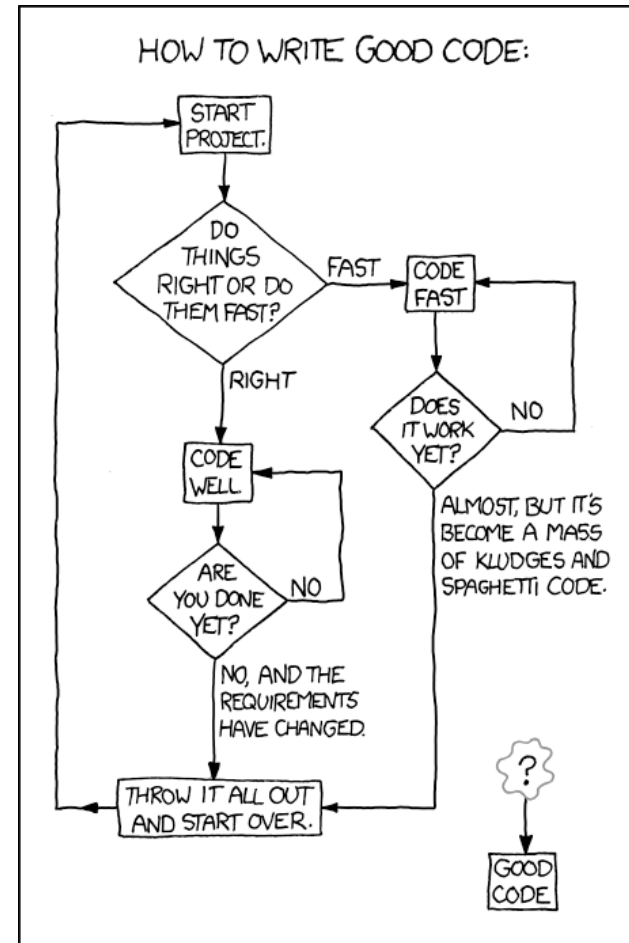 HOW TO WRITE GOOD CODE:
START
PROJECT.
DO
THINGS
RIGHT OR DO
THEM FAST?
FAST
CODE
FAST
RIGHT
DOES
IT WORK
YET?
NO
CODE
WELL
ALMOST, BUT IT'S
BECOME A MASS
OF KLUDGES AND
SPAGHETTI CODE.
ARE
YOU DONE
YET?
NO
NO, AND THE
REQUIREMENTS
HAVE CHANGED.
THROW IT ALL OUT
AND START OVER.
?
GOOD
CODE